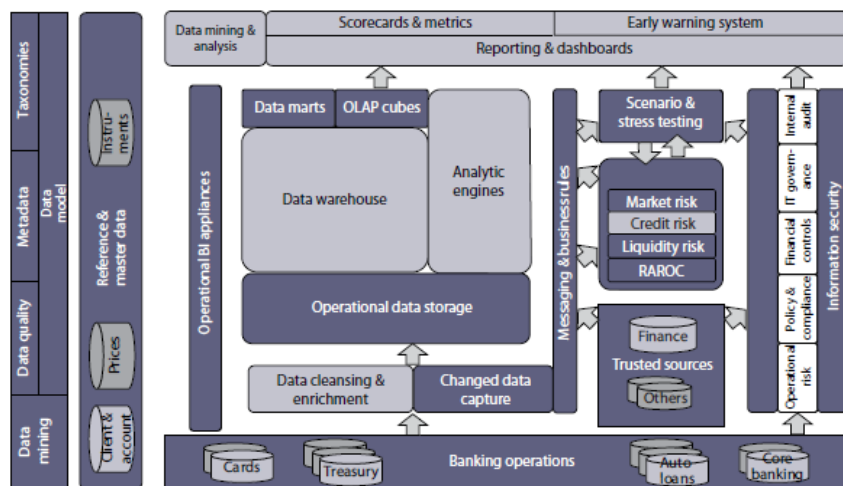 Data mining &
analysis
Scorecards & metrics
Early warning system
Reporting & dashboards
Taxonomies
Metadata
Data quality
Data
mining
Data
model
Instru-
ments
Reference &
master data
Prices
Client &
account
Operational BI appliances
Data marts
OLAP cubes
Data warehouse
Analytic
engines
Operational data storage
Data cleansing &
enrichment
Changed data
capture
Messaging & business rules
Scenario &
stress testing
Market risk
Credit risk
Liquidity risk
RAROC
Finance
Trusted sources
Others
Internal
audit
IT govern-
ance
Financial
controls
Policy &
compliance
Operational
risk
Information security
Banking operations
Cards
Treasury
Auto
loans
Core
banking